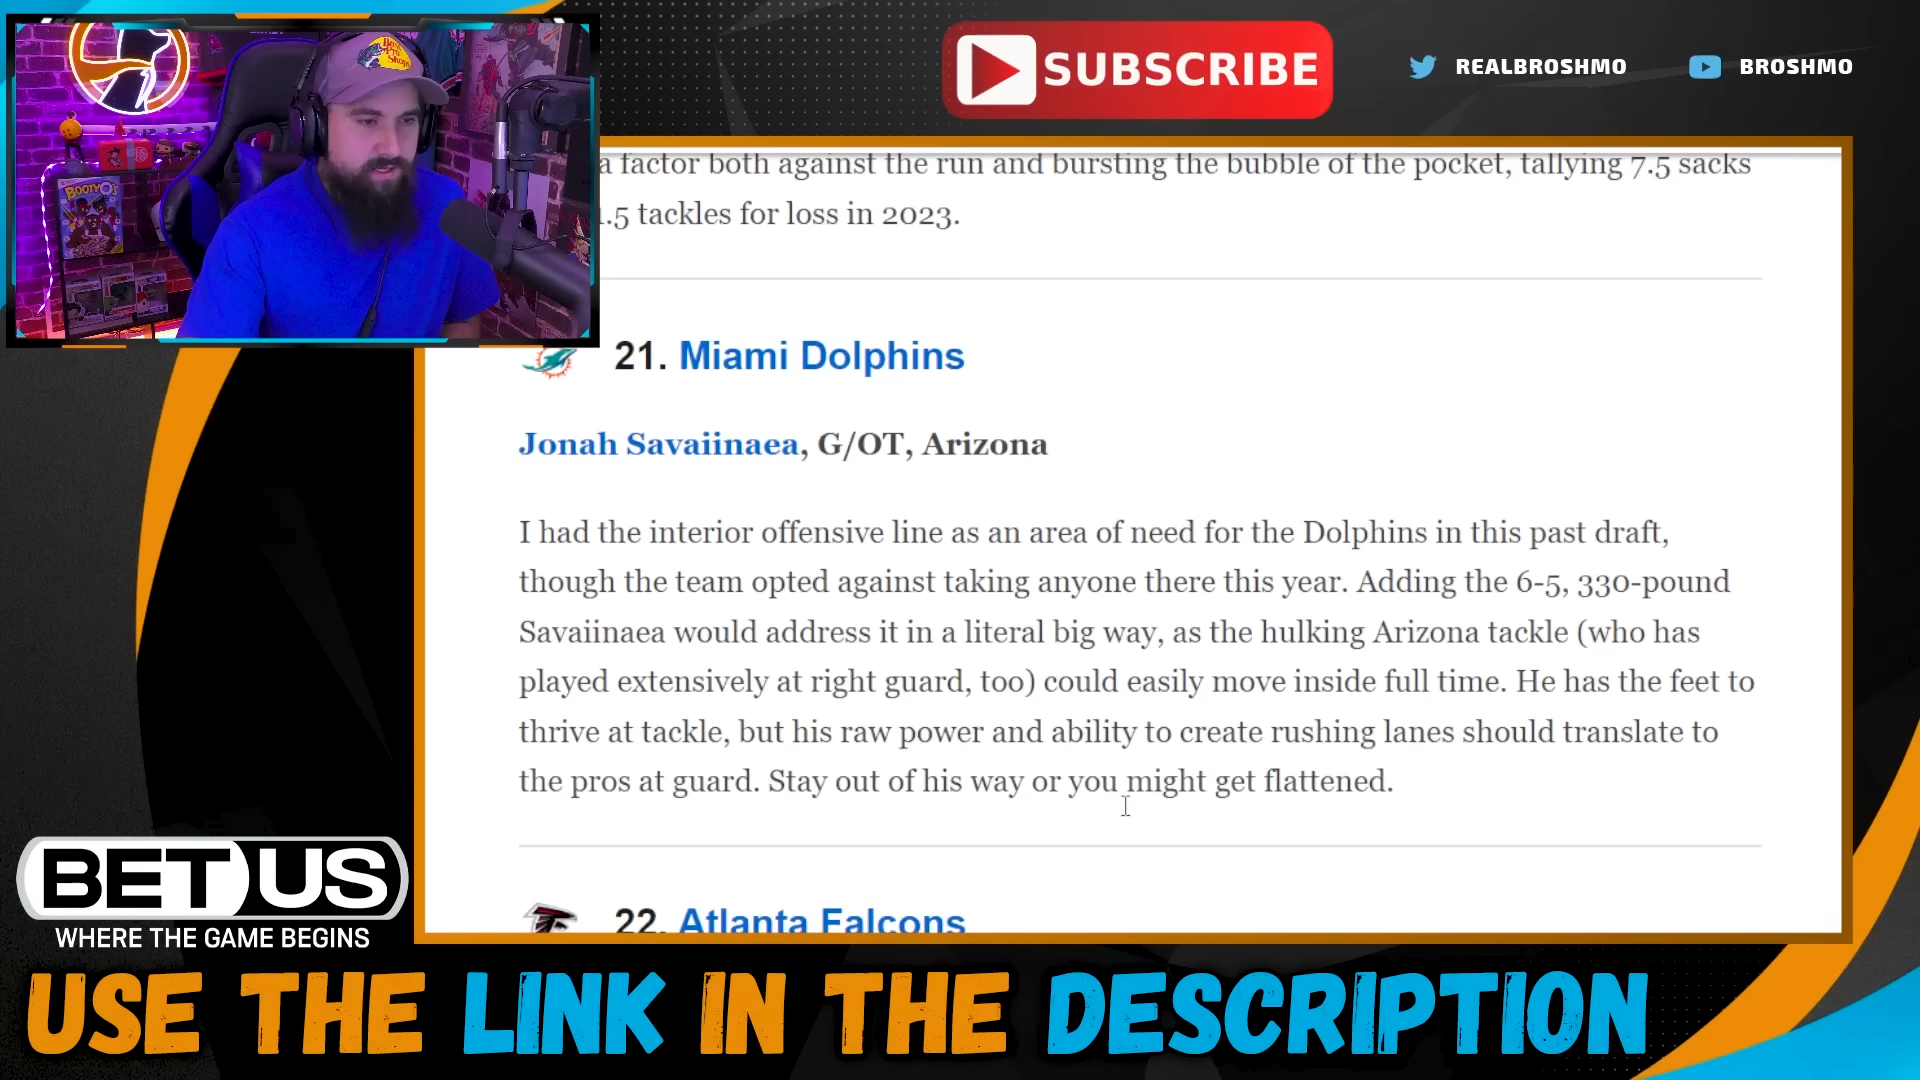 SUBSCRIBE
REALBROSHMO
BROSHMO
Bass Pro Shops
BOOTY O's
a factor both against the run and bursting the bubble of the pocket, tallying 7.5 sacks
.5 tackles for loss in 2023.
21. Miami Dolphins
Jonah Savaiinaea, G/OT, Arizona
I had the interior offensive line as an area of need for the Dolphins in this past draft,
though the team opted against taking anyone there this year. Adding the 6-5, 330-pound
Savaiinaea would address it in a literal big way, as the hulking Arizona tackle (who has
played extensively at right guard, too) could easily move inside full time. He has the feet to
thrive at tackle, but his raw power and ability to create rushing lanes should translate to
the pros at guard. Stay out of his way or you might get flattened.
22. Atlanta Falcons
BET US
WHERE THE GAME BEGINS
USE THE LINK IN THE DESCRIPTION